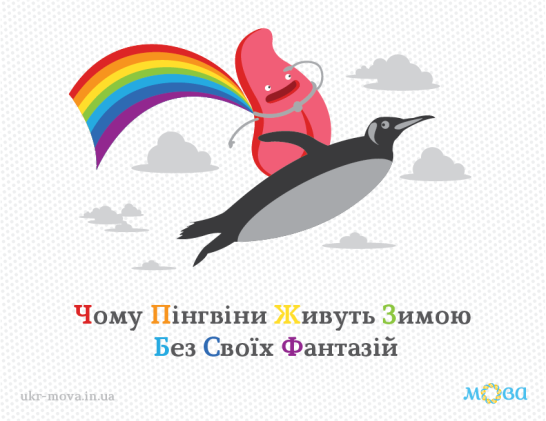 Чому Пінгвіни Живуть Зимою
Без Своїх Фантазій
ukr-mova.in.ua
мова